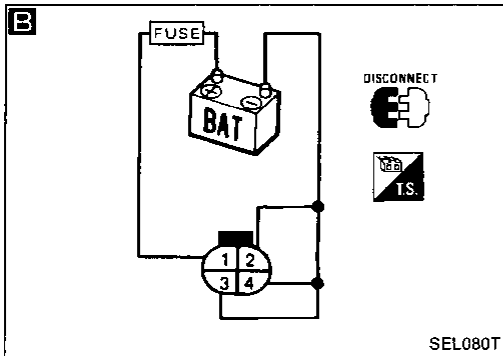 B
FUSE
DISCONNECT
+ −
BAT
T.S.
1 2
3 4
SEL080T